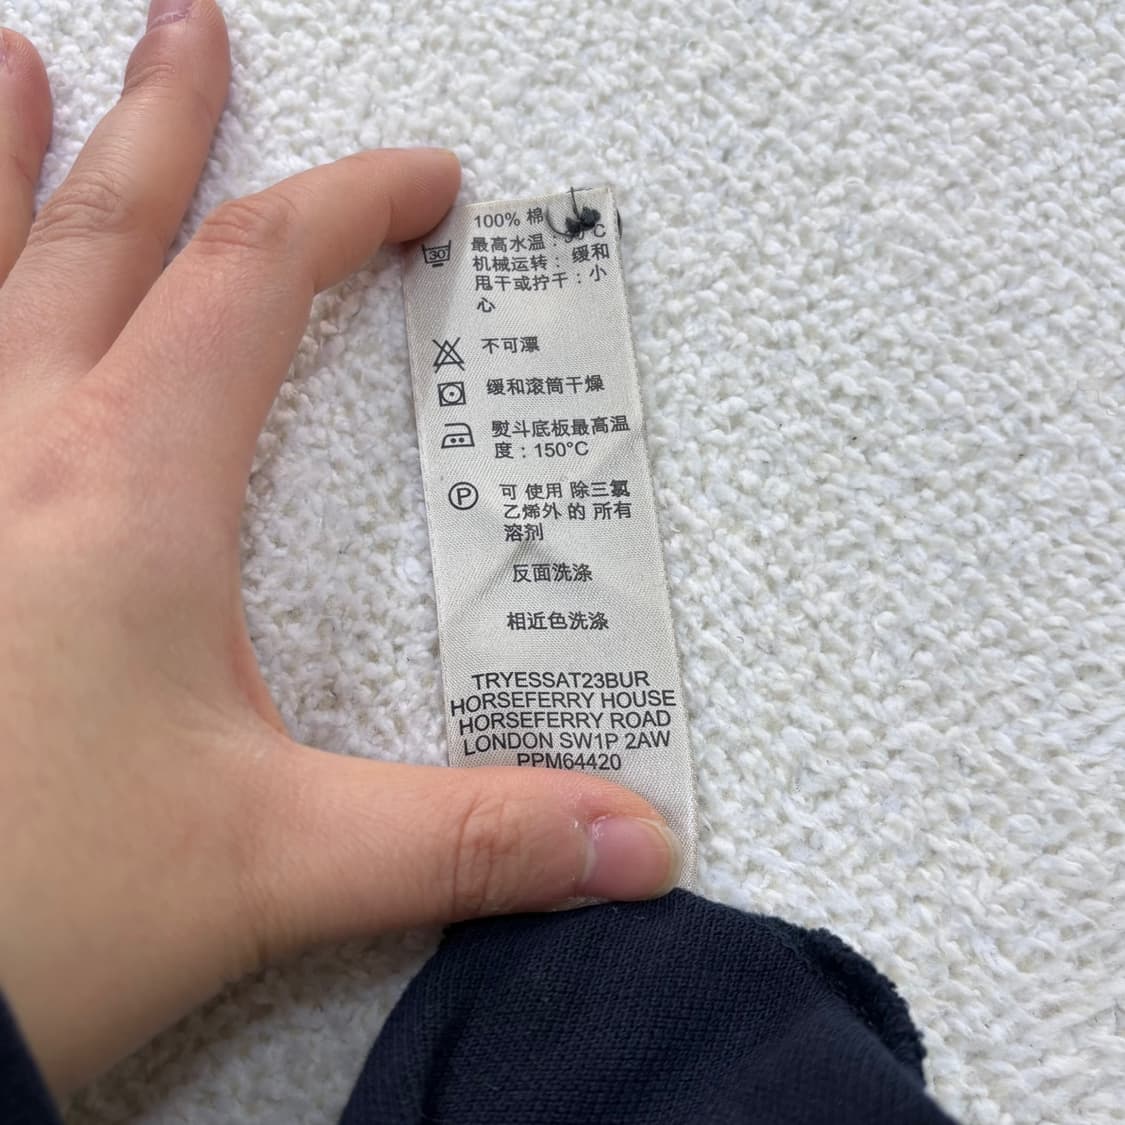 100% 棉
30
最高水温：30°C
机械运转： 缓和
甩干或拧干：小
心
不可漂
缓和滚筒干燥
熨斗底板最高温
度：150°C
P
可 使用 除三氯
乙烯外 的 所有
溶剂
反面洗涤
相近色洗涤
TRYESSAT23BUR
HORSEFERRY HOUSE
HORSEFERRY ROAD
LONDON SW1P 2AW
PPM64420